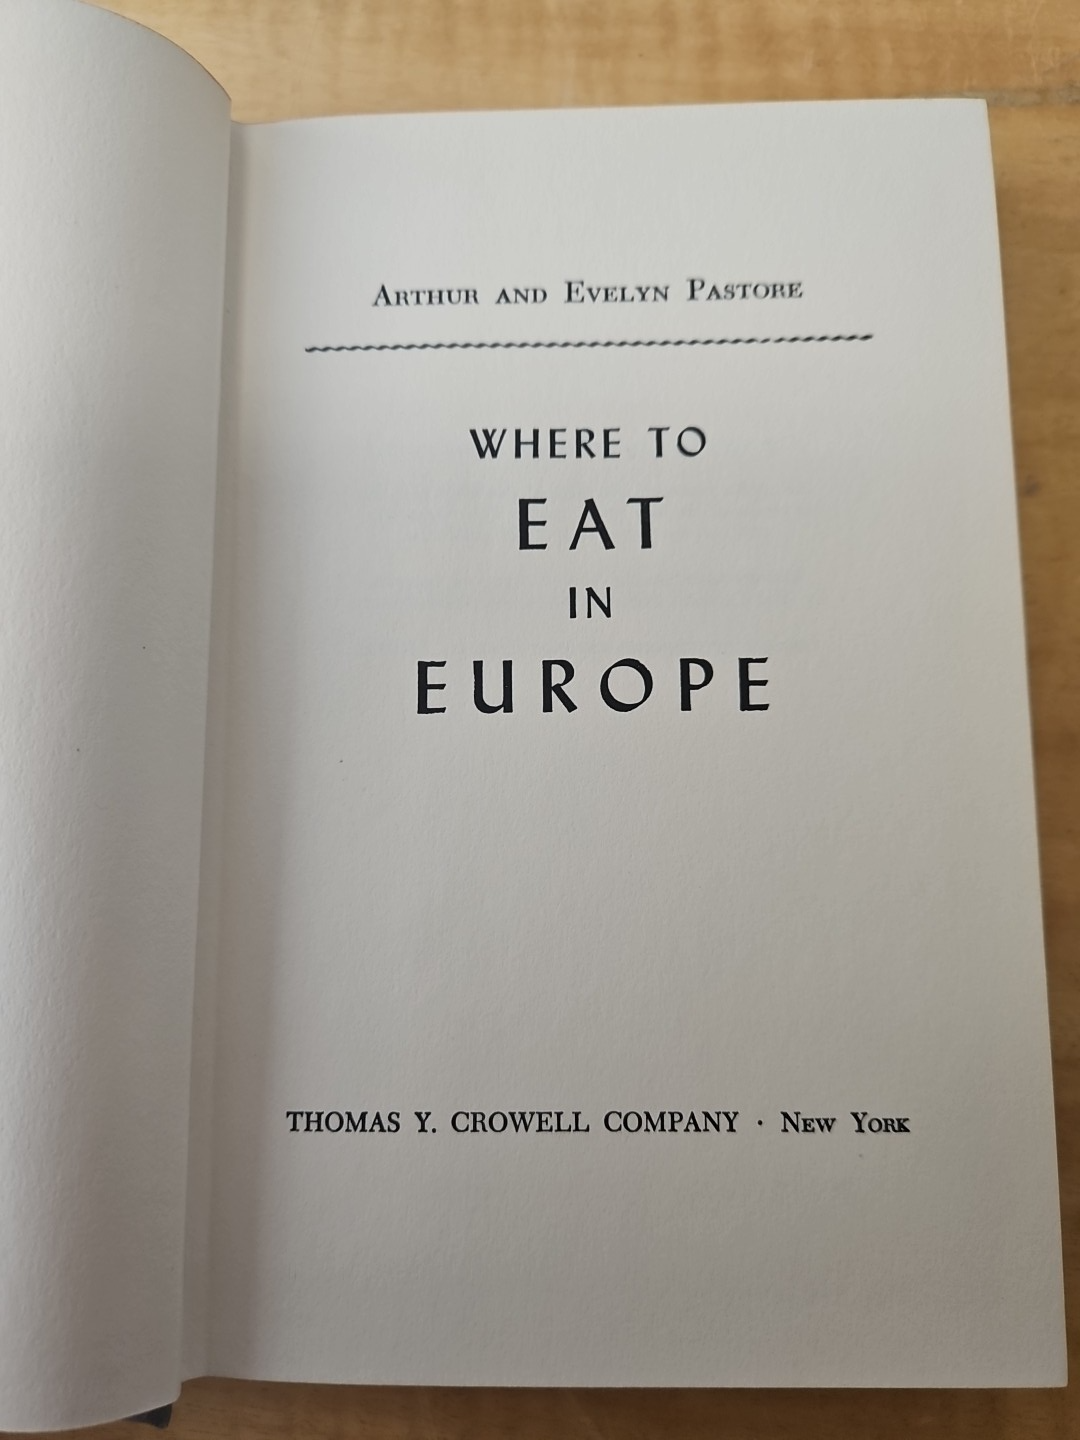 Arthur and Evelyn Pastore
WHERE TO
EAT
IN
EUROPE
THOMAS Y. CROWELL COMPANY · New York